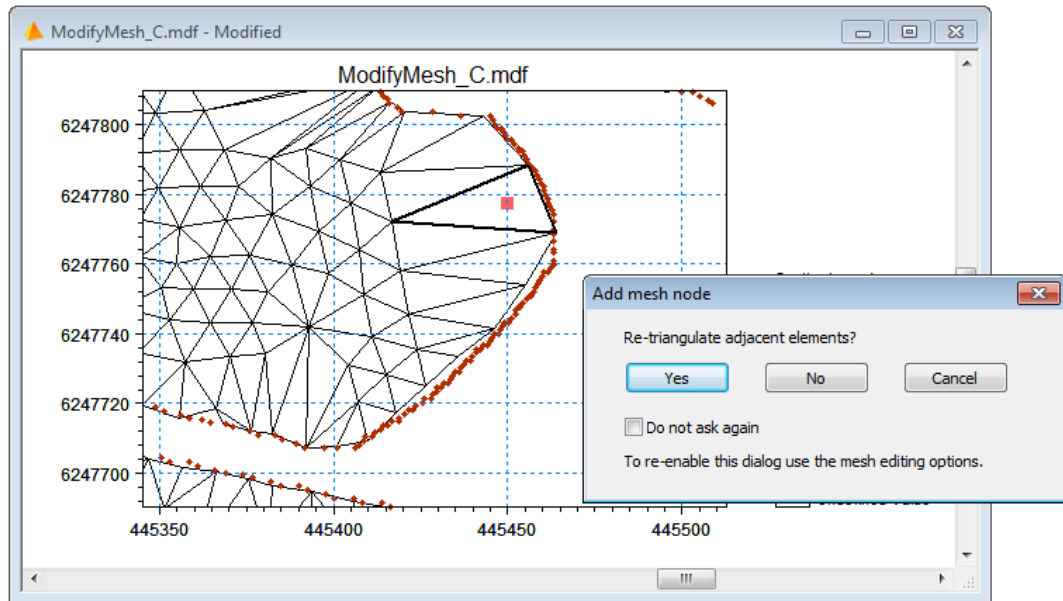 ModifyMesh_C.mdf - Modified
ModifyMesh_C.mdf
6247800
6247780
6247760
6247740
6247720
6247700
445350
445400
445450
445500
Add mesh node
Re-triangulate adjacent elements?
Yes
No
Cancel
Do not ask again
To re-enable this dialog use the mesh editing options.